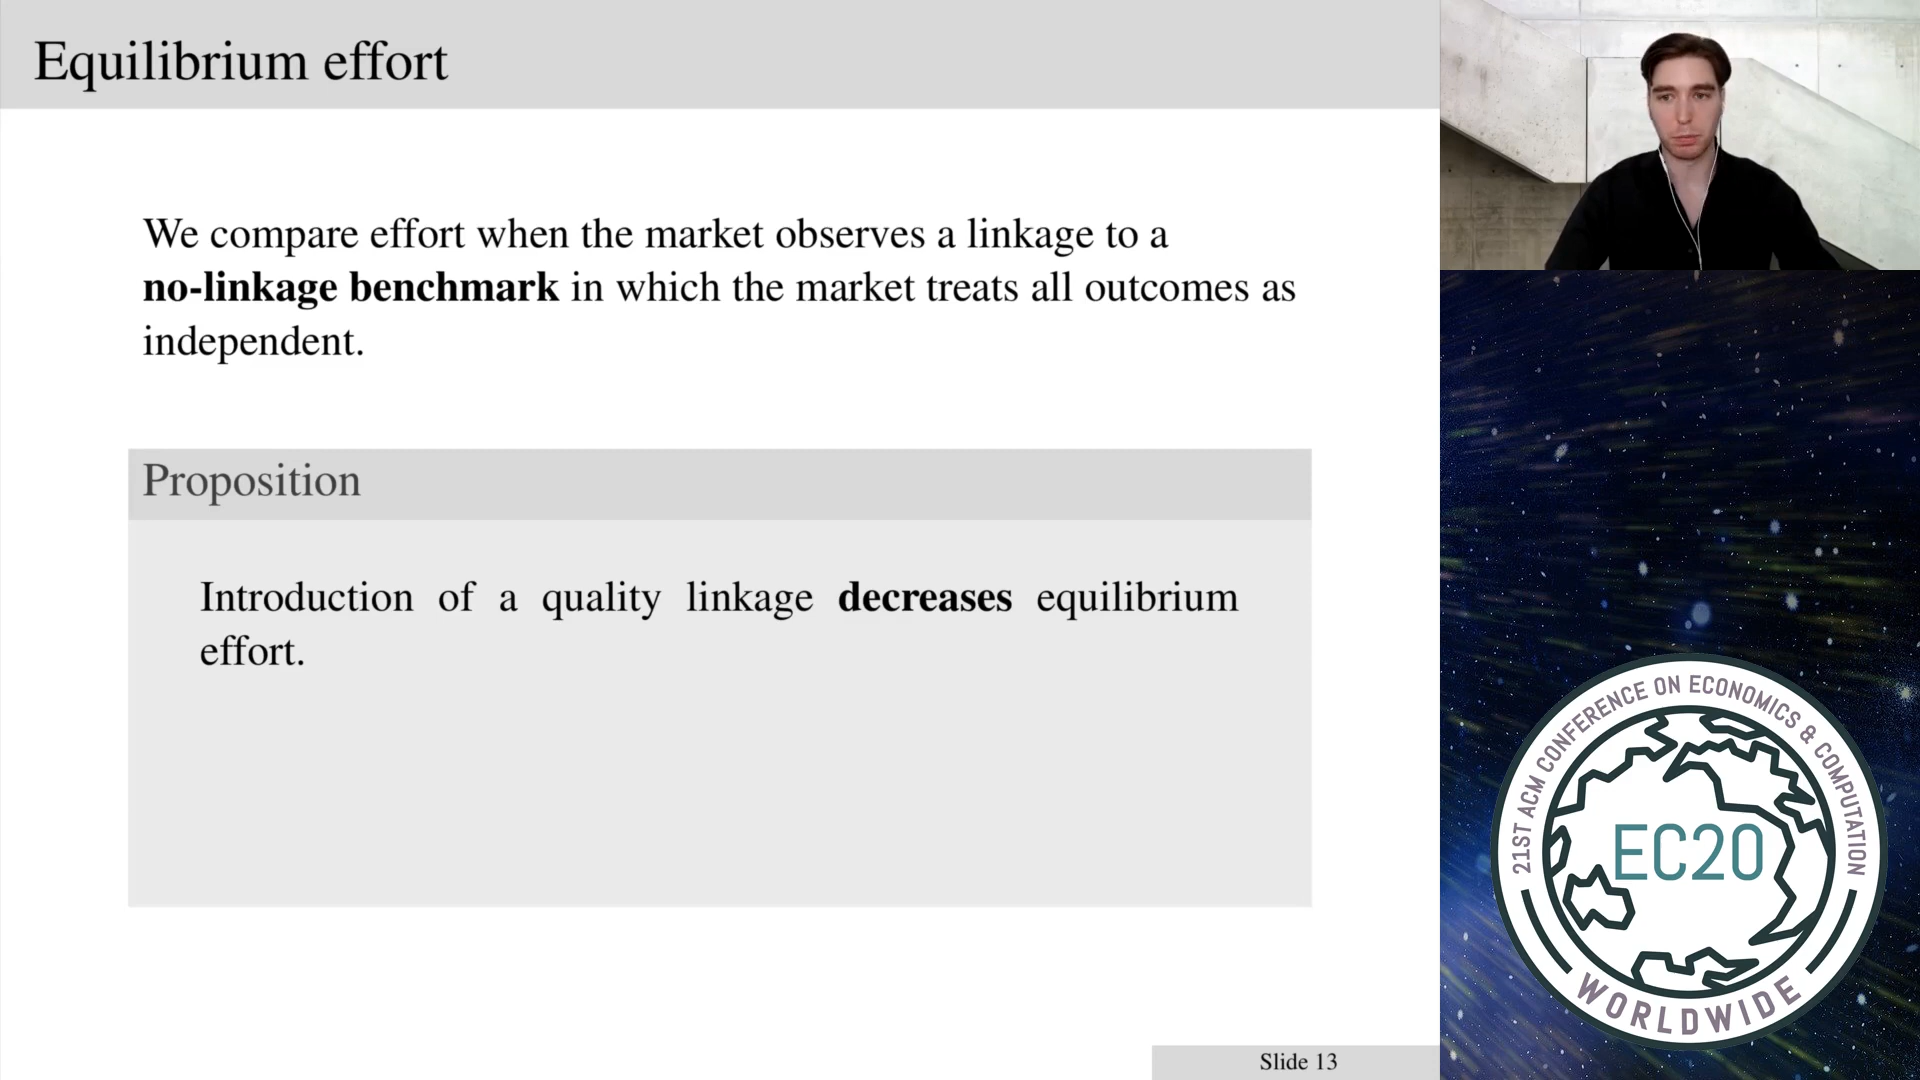 Equilibrium effort
We compare effort when the market observes a linkage to a
no-linkage benchmark in which the market treats all outcomes as
independent.
Proposition
Introduction of a quality linkage decreases equilibrium
effort.
Slide 13
21ST ACM CONFERENCE ON ECONOMICS & COMPUTATION
EC20
WORLDWIDE